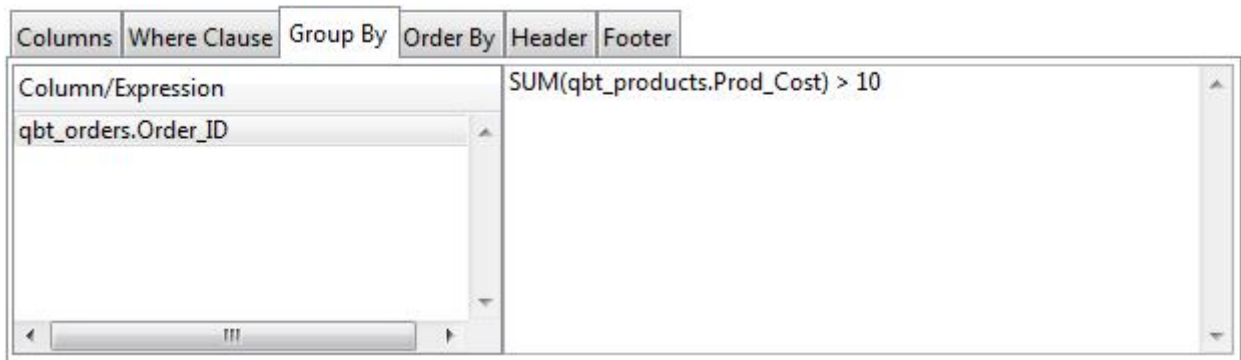 Columns Where Clause Group By Order By Header Footer
Column/Expression
qbt_orders.Order_ID
SUM(qbt_products.Prod_Cost) > 10